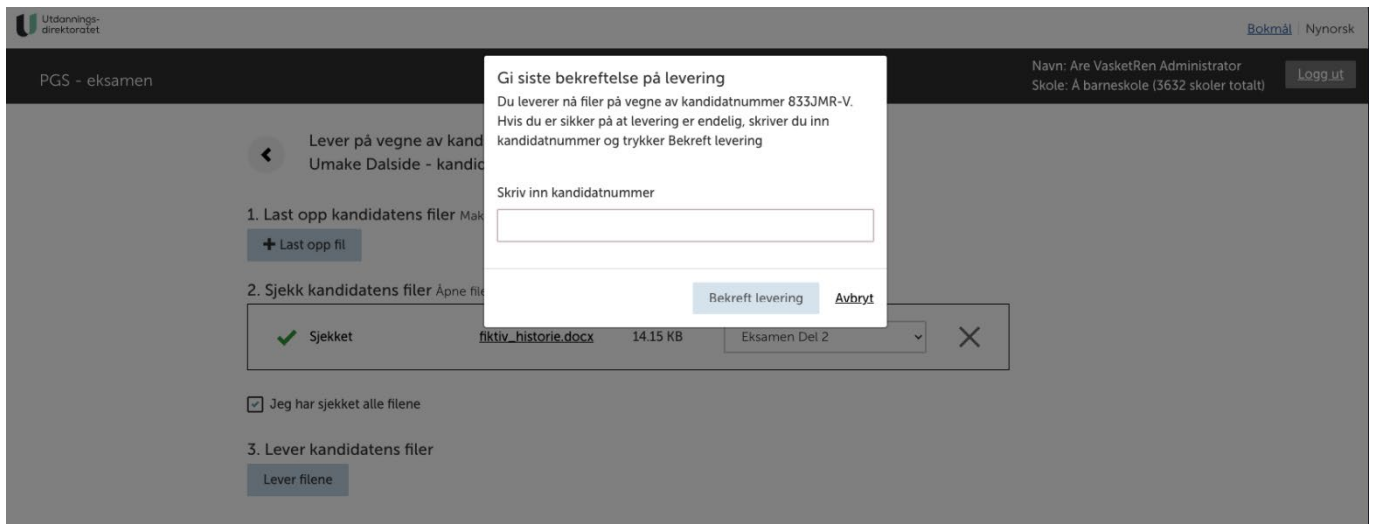 Utdannings-
direktoratet
Bokmål Nynorsk
PGS - eksamen
Navn: Are VasketRen Administrator
Skole: Å barneskole (3632 skoler totalt)
Logg ut
Gi siste bekreftelse på levering
Du leverer nå filer på vegne av kandidatnummer 833JMR-V.
Hvis du er sikker på at levering er endelig, skriver du inn
kandidatnummer og trykker Bekreft levering
Skriv inn kandidatnummer
Bekreft levering Avbryt
Lever på vegne av kand
Umake Dalside - kandid
1. Last opp kandidatens filer Mak
+ Last opp fil
2. Sjekk kandidatens filer Åpne file
Sjekket fiktiv_historie.docx 14.15 KB Eksamen Del 2
Jeg har sjekket alle filene
3. Lever kandidatens filer
Lever filene